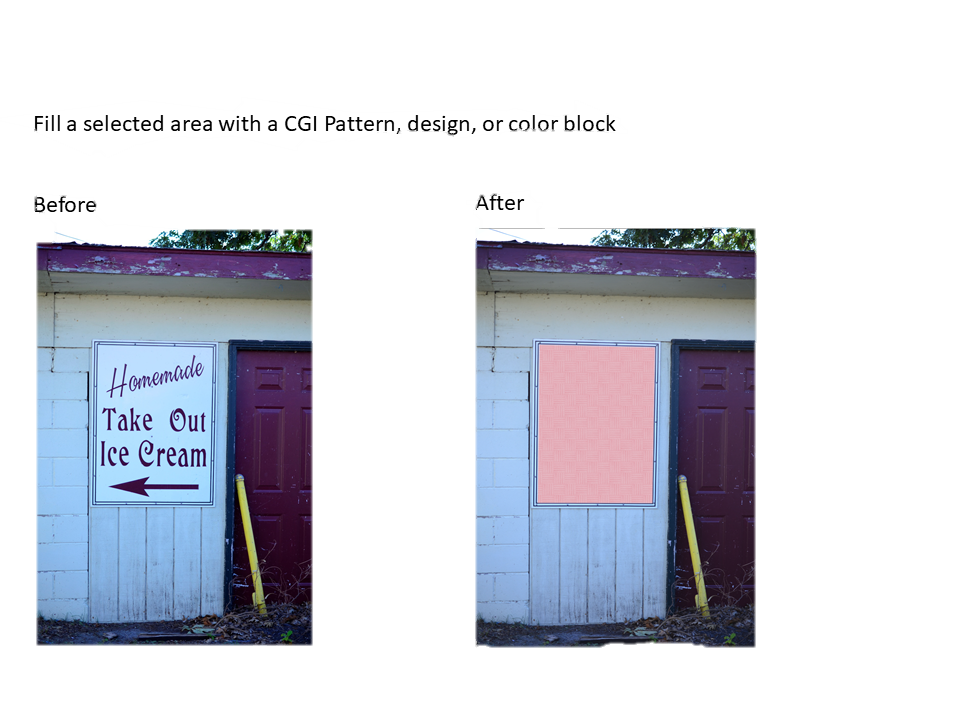 Fill a selected area with a CGI Pattern, design, or color block
Before
After
Homemade
Take Out
Ice Cream